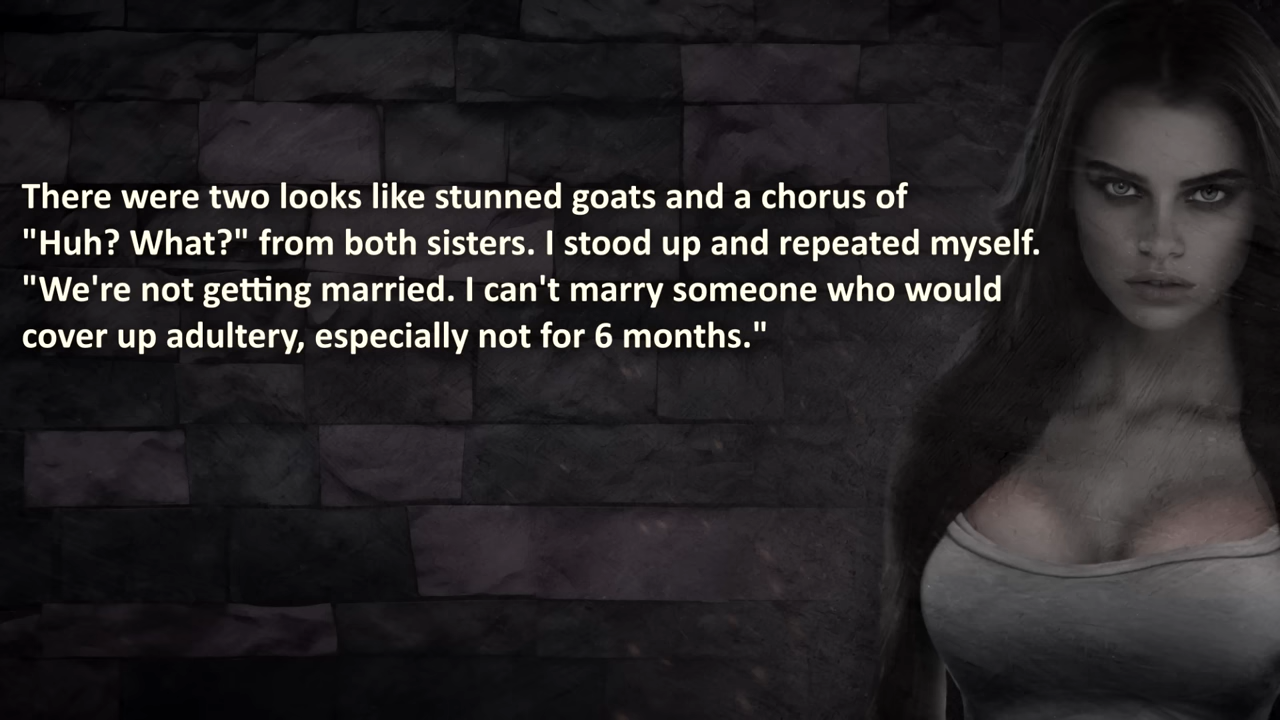 There were two looks like stunned goats and a chorus of
"Huh? What?" from both sisters. I stood up and repeated myself.
"We're not getting married. I can't marry someone who would
cover up adultery, especially not for 6 months."